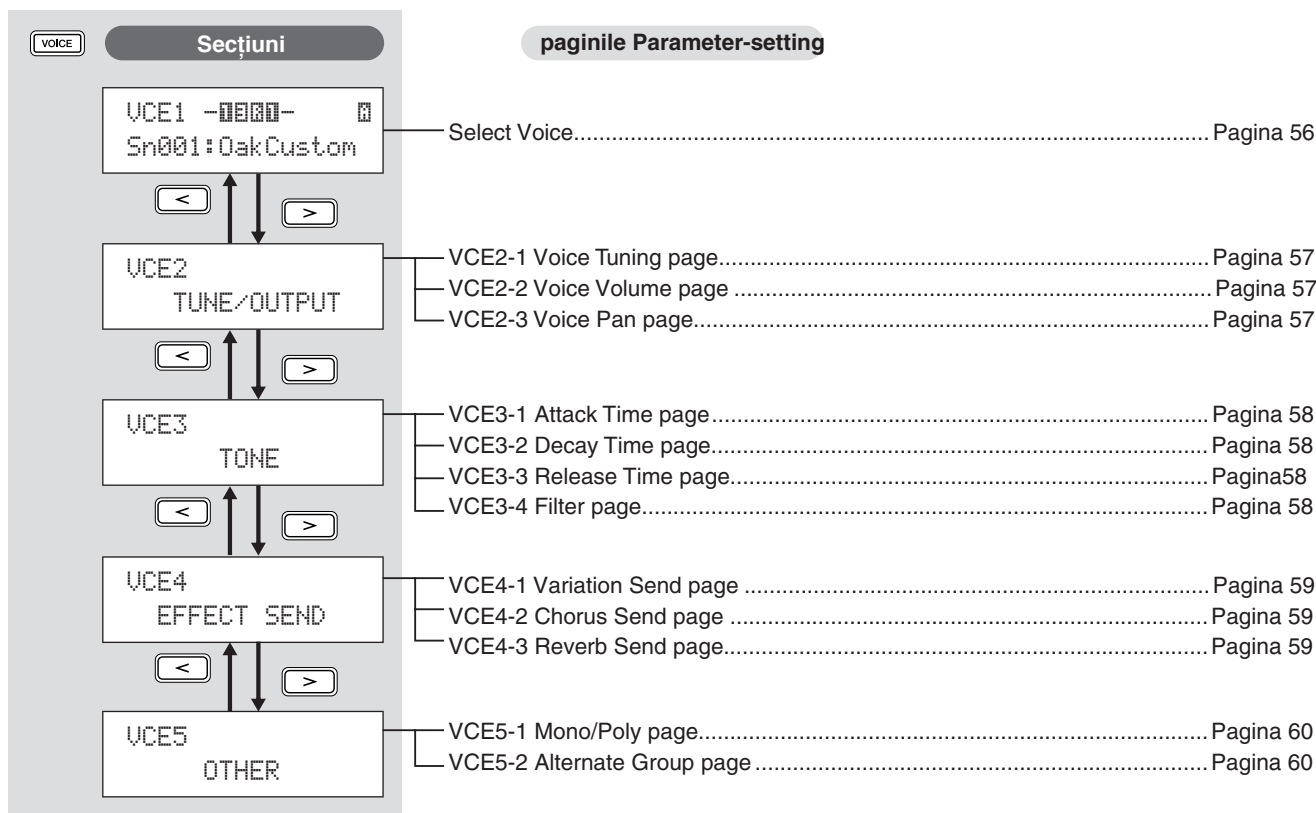 VOICE Secțiuni paginile Parameter-setting
VCE1
Sn001:OakCustom
Select Voice........ Pagina 56
< >
VCE2
TUNE/OUTPUT
VCE2-1 Voice Tuning page........ Pagina 57
VCE2-2 Voice Volume page ........ Pagina 57
VCE2-3 Voice Pan page........ Pagina 57
< >
VCE3
TONE
VCE3-1 Attack Time page........ Pagina 58
VCE3-2 Decay Time page........ Pagina 58
VCE3-3 Release Time page........ Pagina58
VCE3-4 Filter page........ Pagina 58
< >
VCE4
EFFECT SEND
VCE4-1 Variation Send page ........ Pagina 59
VCE4-2 Chorus Send page ........ Pagina 59
VCE4-3 Reverb Send page........ Pagina 59
< >
VCE5
OTHER
VCE5-1 Mono/Poly page........ Pagina 60
VCE5-2 Alternate Group page ........ Pagina 60